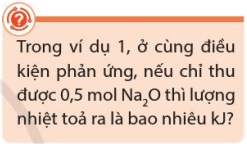 Trong ví dụ 1, ở cùng điều
kiện phản ứng, nếu chỉ thu
được 0,5 mol Na₂O thì lượng
nhiệt toả ra là bao nhiêu kJ?